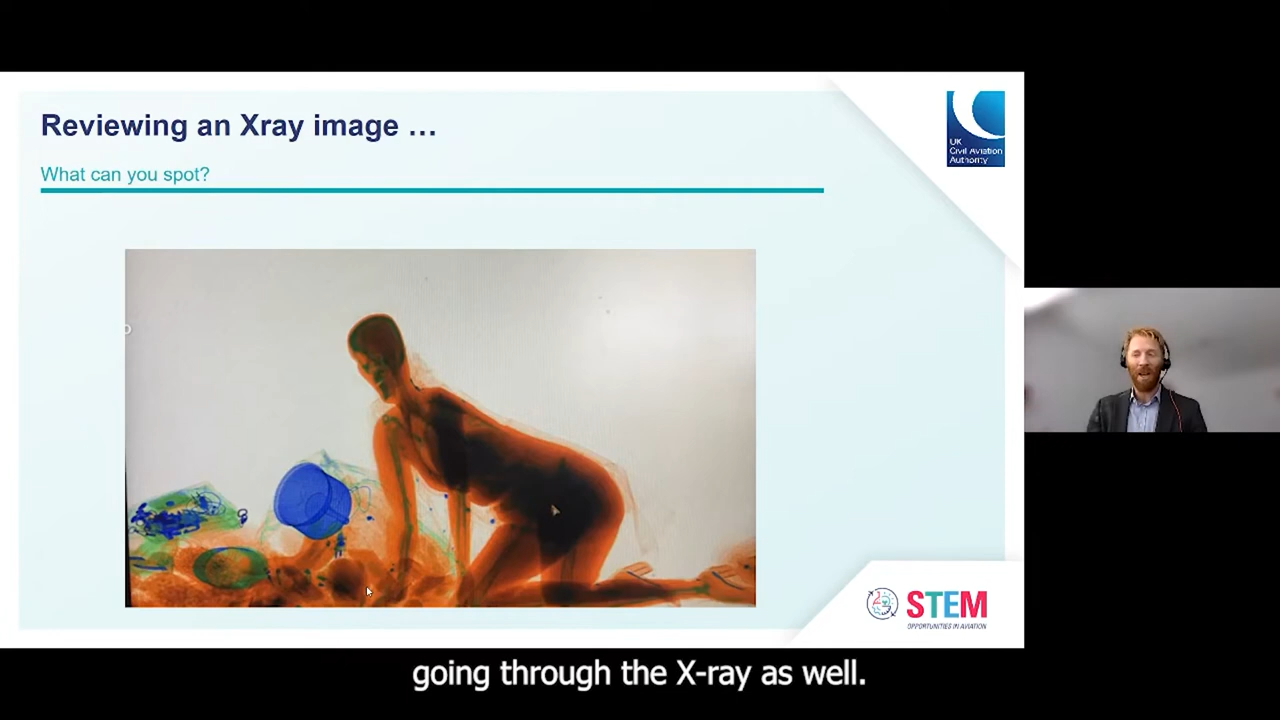 Reviewing an Xray image …
What can you spot?
UK
Civil Aviation
Authority
STEM
OPPORTUNITIES IN AVIATION
going through the X-ray as well.